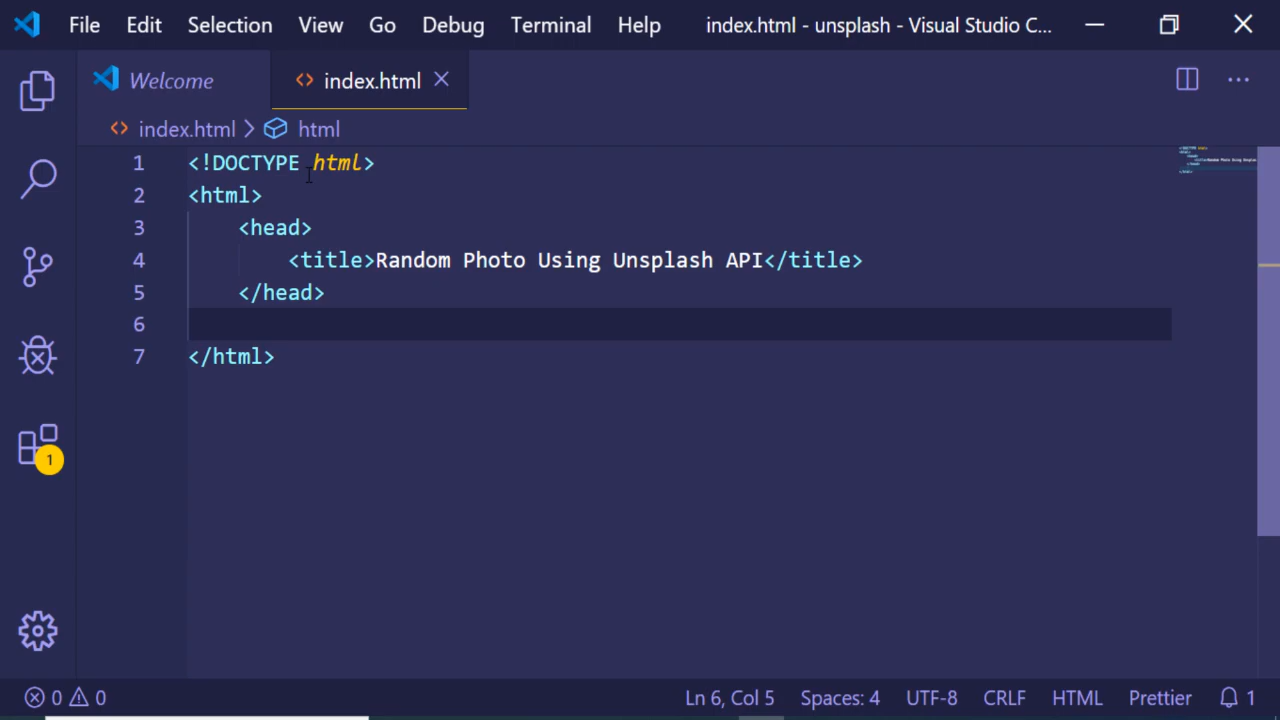 File Edit Selection View Go Debug Terminal Help index.html - unsplash - Visual Studio C...
Welcome index.html
index.html > html
1 <!DOCTYPE html>
2 <html>
3 <head>
4 <title>Random Photo Using Unsplash API</title>
5 </head>
6
7 </html>
1
0 0 Ln 6, Col 5 Spaces: 4 UTF-8 CRLF HTML Prettier 1